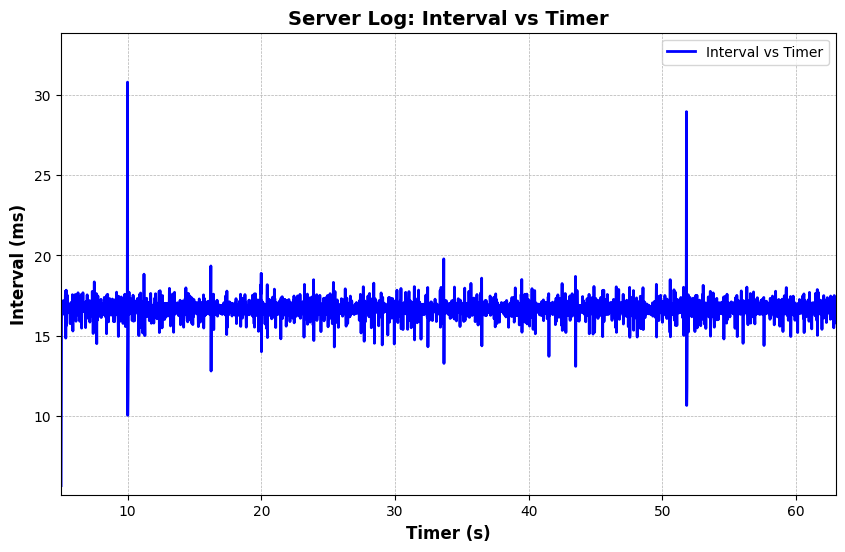 Server Log: Interval vs Timer
Interval vs Timer
30
25
20
15
10
Interval (ms)
10 20 30 40 50 60
Timer (s)